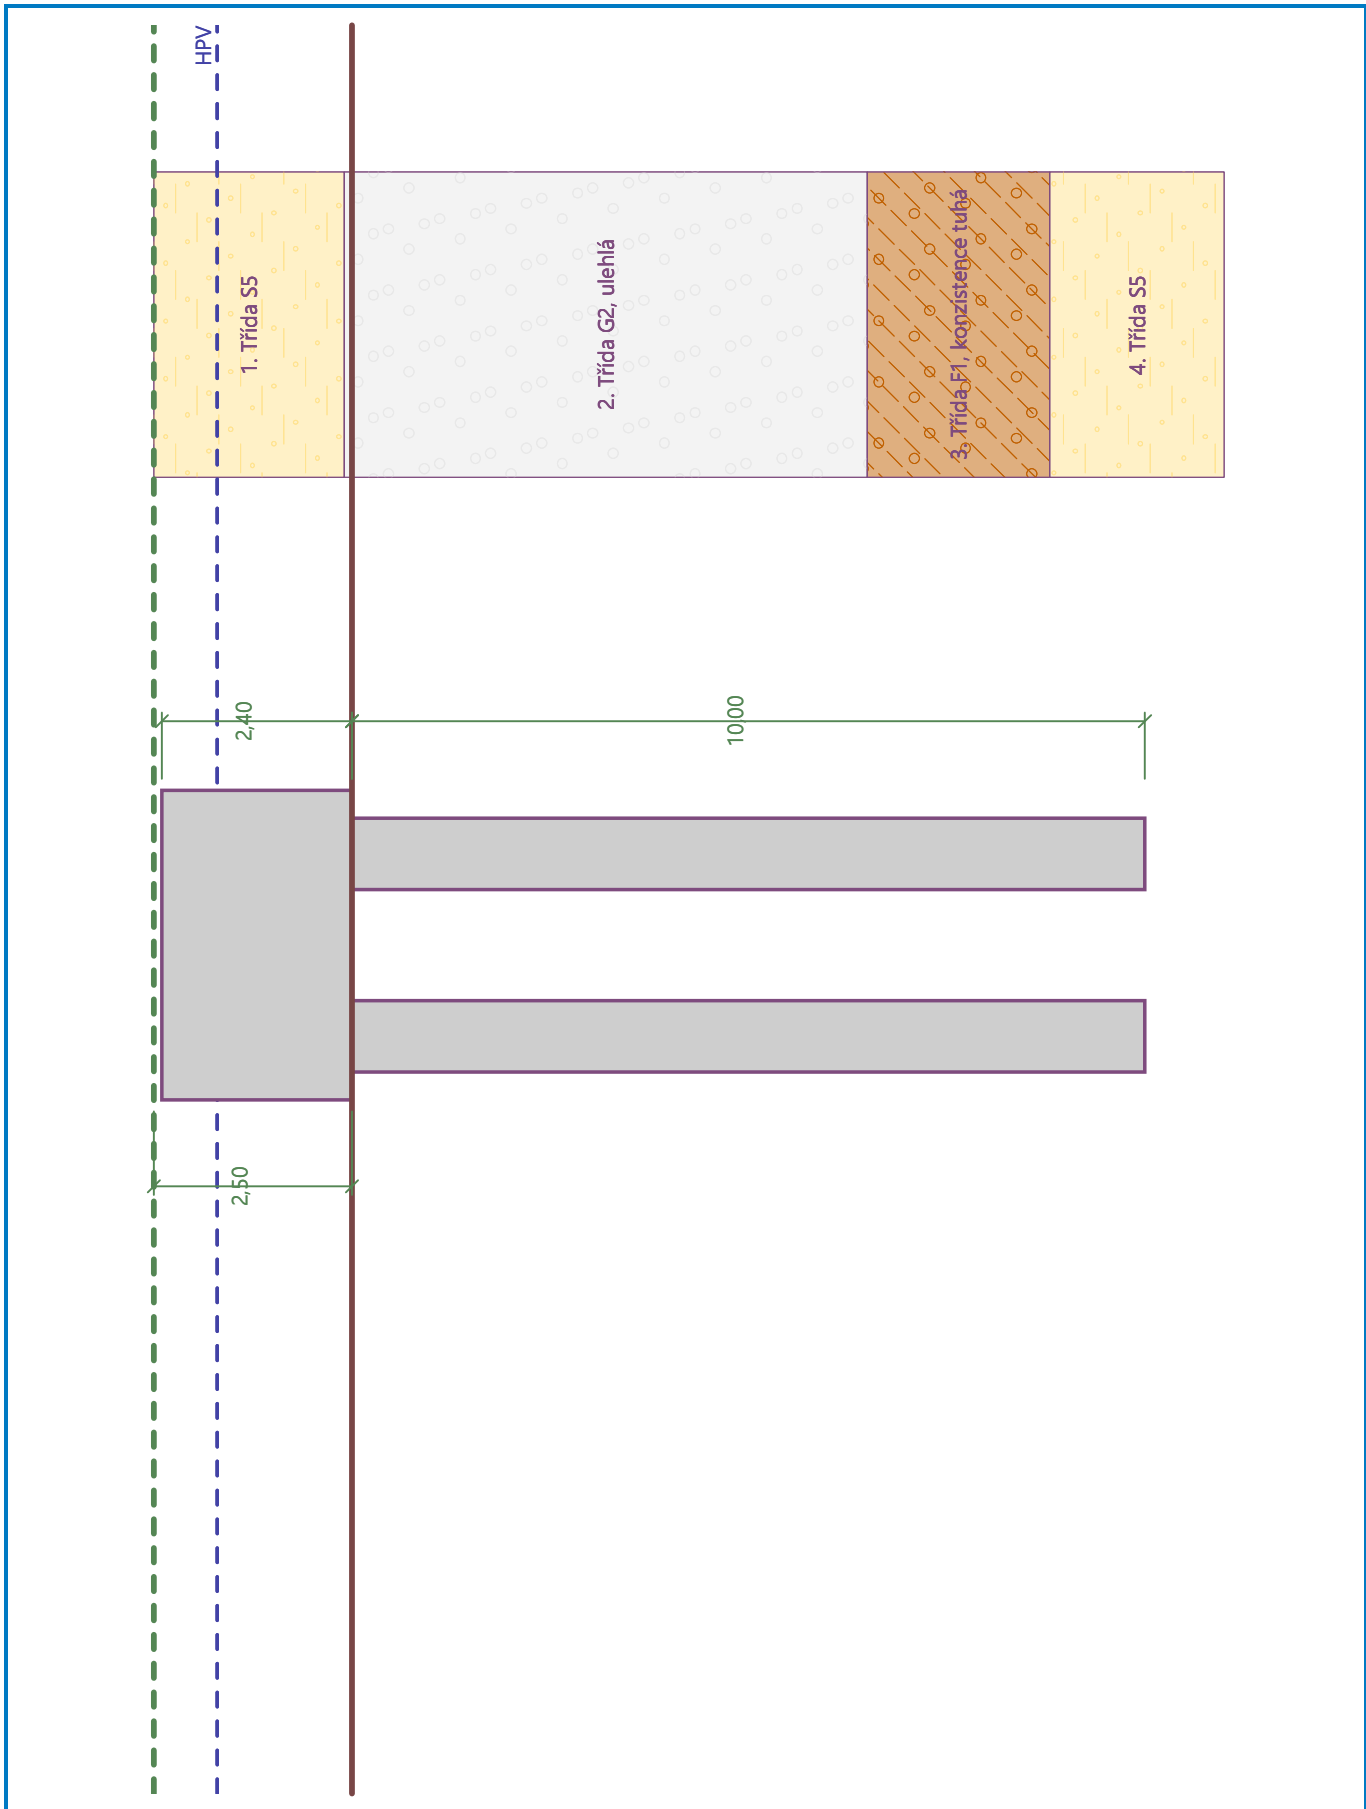 HPV
1. Třída S5
2. Třída G2, ulehlá
3. Třída F1, konzistence tuhá
4. Třída S5
2,40
10,00
2,50